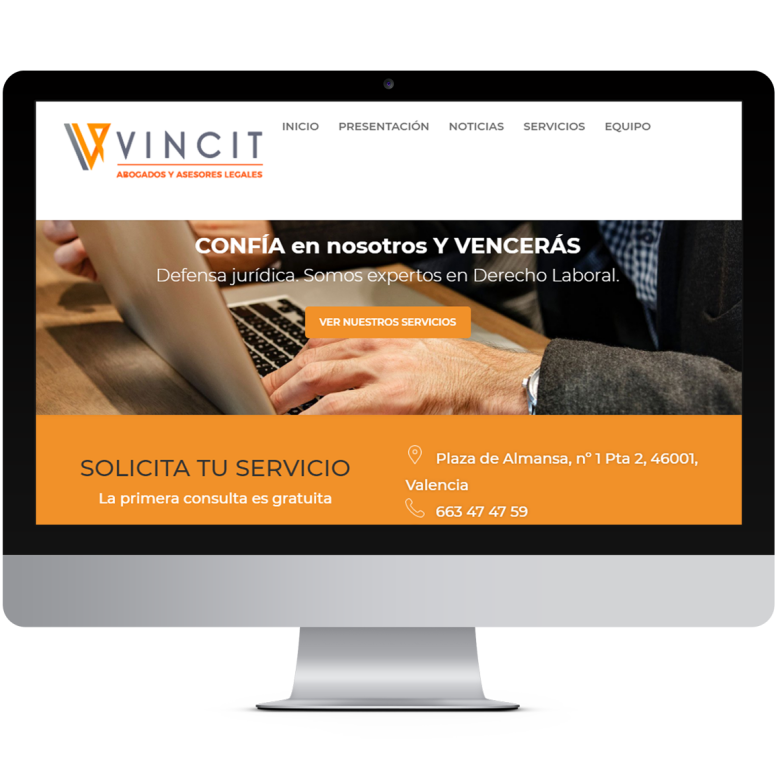 VINCIT
ABOGADOS Y ASESORES LEGALES
INICIO PRESENTACIÓN NOTICIAS SERVICIOS EQUIPO
CONFÍA en nosotros Y VENCERÁS
Defensa jurídica. Somos expertos en Derecho Laboral.
VER NUESTROS SERVICIOS
SOLICITA TU SERVICIO
La primera consulta es gratuita
Plaza de Almansa, nº 1 Pta 2, 46001,
Valencia
663 47 47 59